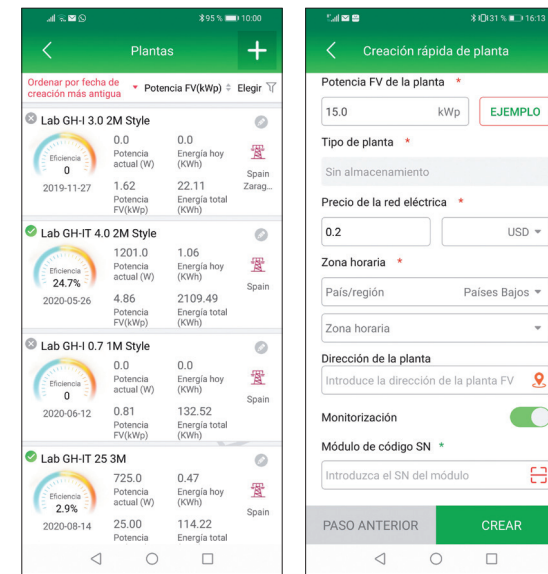 95 % 10:00
Plantas
+
Ordenar por fecha de
creación más antigua
Potencia FV(kWp)
Elegir
Lab GH-I 3.0 2M Style
Eficiencia
0
2019-11-27
0.0
Potencia
actual (W)
0.0
Energía hoy
(KWh)
1.62
Potencia
FV(kWp)
22.11
Energía total
(KWh)
Spain
Zarag...
Lab GH-IT 4.0 2M Style
Eficiencia
24.7%
2020-05-26
1201.0
Potencia
actual (W)
1.06
Energía hoy
(KWh)
4.86
Potencia
FV(kWp)
2109.49
Energía total
(KWh)
Spain
Lab GH-I 0.7 1M Style
Eficiencia
0
2020-06-12
0.0
Potencia
actual (W)
0.0
Energía hoy
(KWh)
0.81
Potencia
FV(kWp)
132.52
Energía total
(KWh)
Spain
Lab GH-IT 25 3M
Eficiencia
2.9%
2020-08-14
725.0
Potencia
actual (W)
0.47
Energía hoy
(KWh)
25.00
Potencia
114.22
Energía total
Spain
31 % 16:13
Creación rápida de planta
Potencia FV de la planta *
15.0 kWp
EJEMPLO
Tipo de planta *
Sin almacenamiento
Precio de la red eléctrica *
0.2
USD
Zona horaria *
País/región Países Bajos
Zona horaria
Dirección de la planta
Introduce la dirección de la planta FV
Monitorización
Módulo de código SN *
Introduzca el SN del módulo
PASO ANTERIOR
CREAR